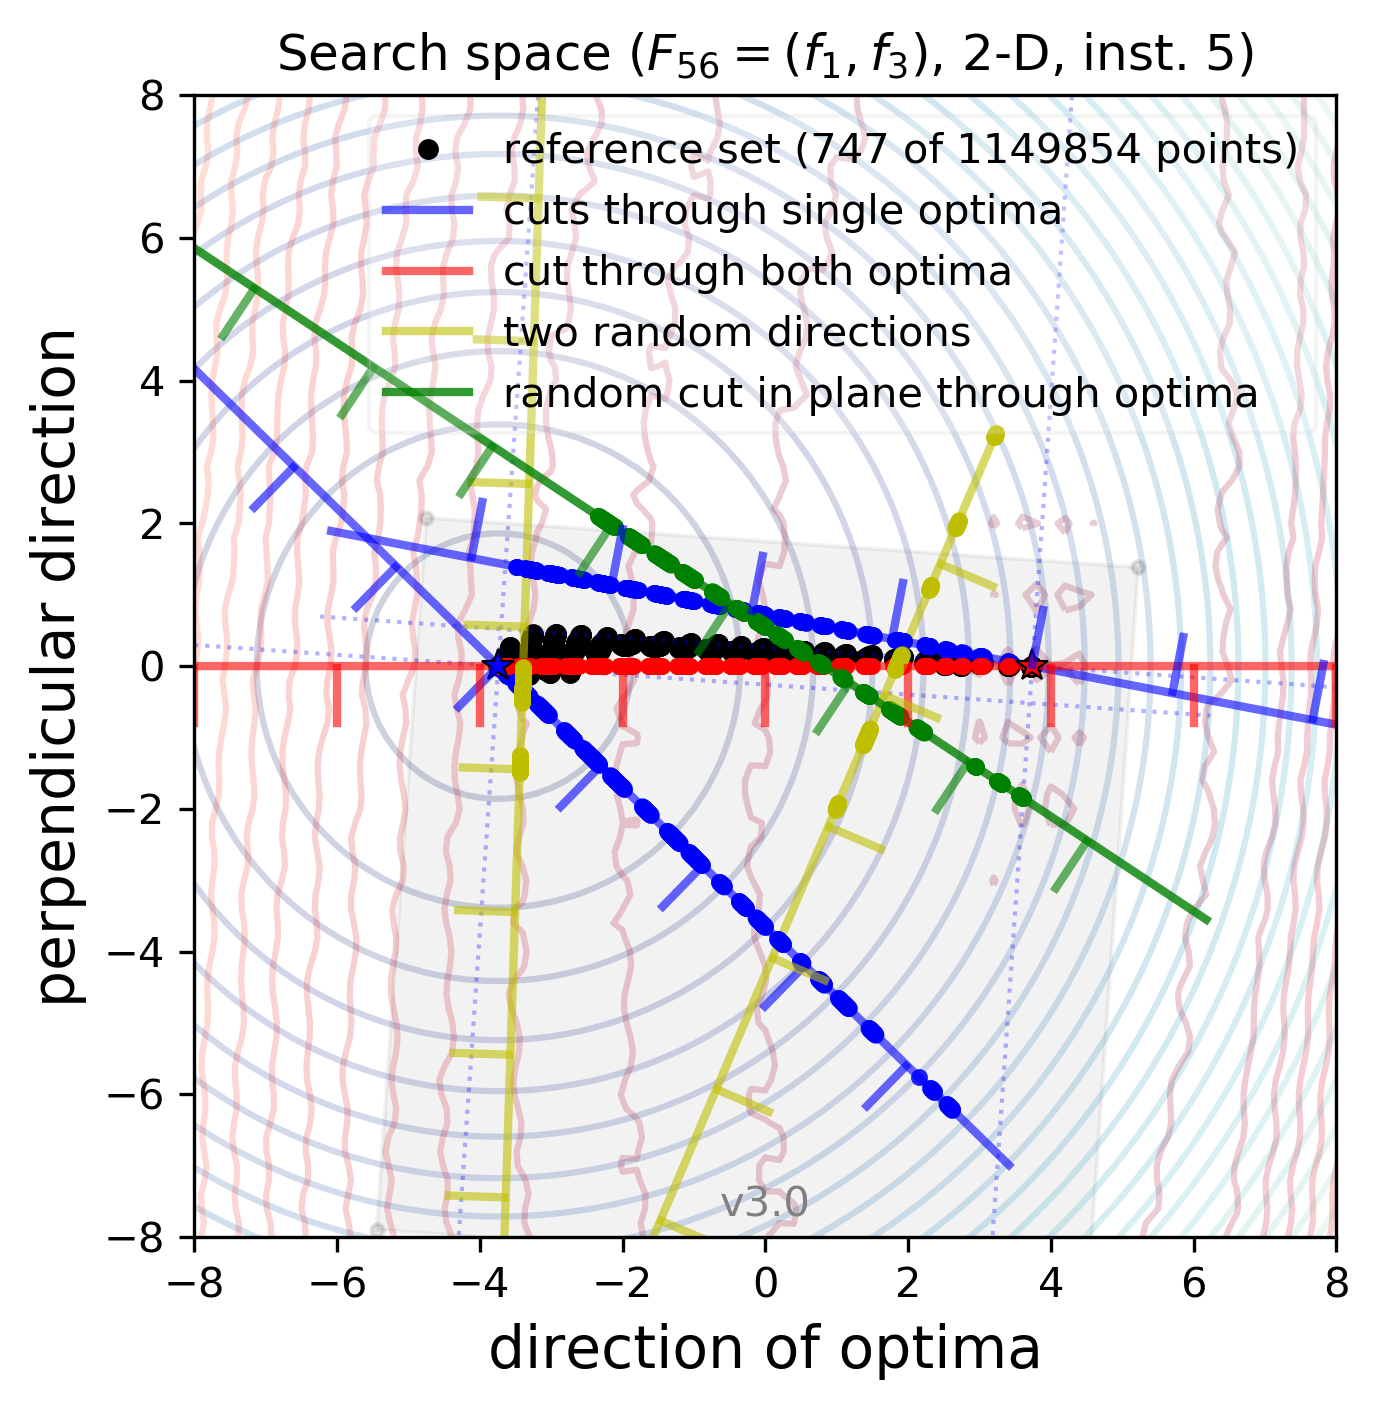 Search space (F₅₆ = (f₁, f₃), 2-D, inst. 5)
reference set (747 of 1149854 points)
cuts through single optima
cut through both optima
two random directions
random cut in plane through optima
8
6
4
2
0
−2
−4
−6
−8
perpendicular direction
v3.0
−8 −6 −4 −2 0 2 4 6 8
direction of optima